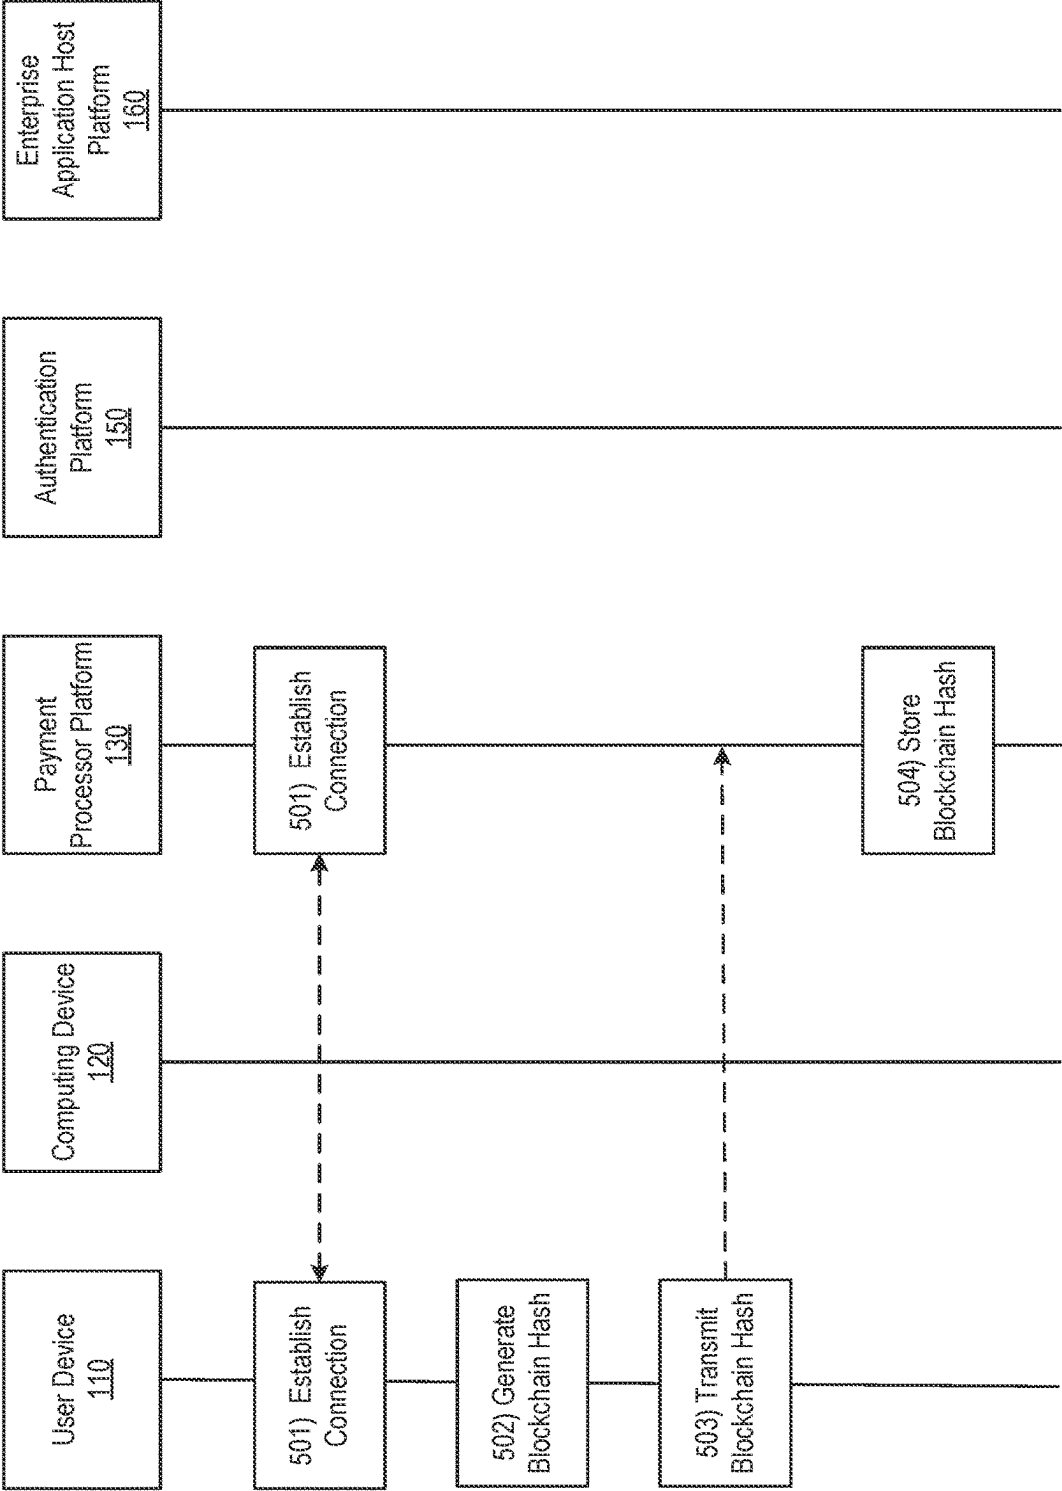 User Device
110
Computing Device
120
Payment
Processor Platform
130
Authentication
Platform
150
Enterprise
Application Host
Platform
160
501) Establish
Connection
501) Establish
Connection
502) Generate
Blockchain Hash
503) Transmit
Blockchain Hash
504) Store
Blockchain Hash